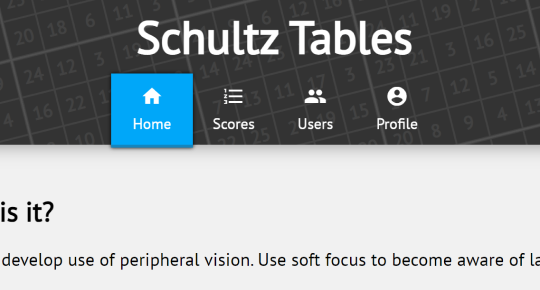 Schultz Tables
Home Scores Users Profile
is it?
develop use of peripheral vision. Use soft focus to become aware of